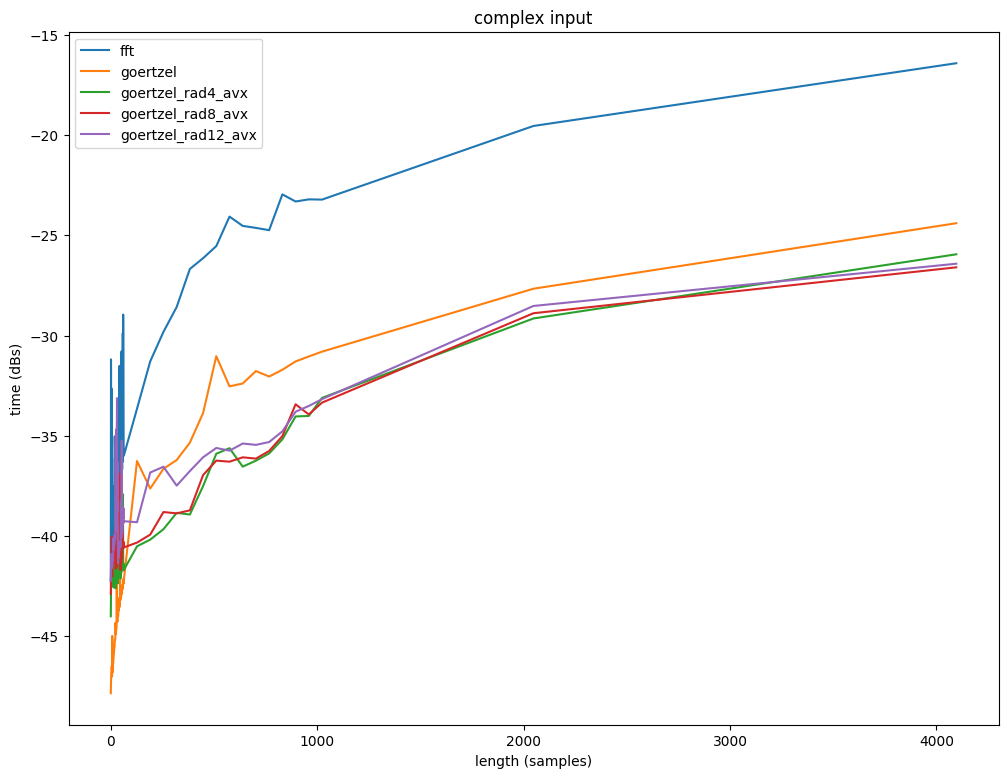 complex input
fft
goertzel
goertzel_rad4_avx
goertzel_rad8_avx
goertzel_rad12_avx
−15
−20
−25
−30
−35
−40
−45
time (dBs)
0 1000 2000 3000 4000
length (samples)